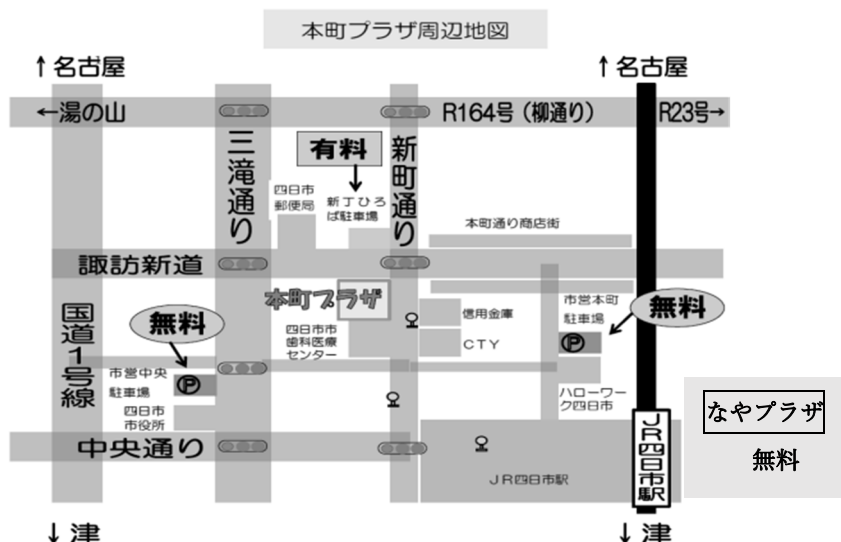 本町プラザ周辺地図
↑名古屋
↑名古屋
←湯の山
R164号(柳通り)
R23号→
三滝通り
有料
新町通り
四日市
郵便局
新丁ひろ
ば駐車場
本町通り商店街
諏訪新道
本町プラザ
国道1号線
無料
四日市市
歯科医療
センター
信用金庫
CTY
市営本町
駐車場
無料
P
市営中央
駐車場
P
四日市
市役所
ハローワー
ク四日市
中央通り
JR四日市駅
JR四日市駅
なやプラザ
無料
↓津
↓津